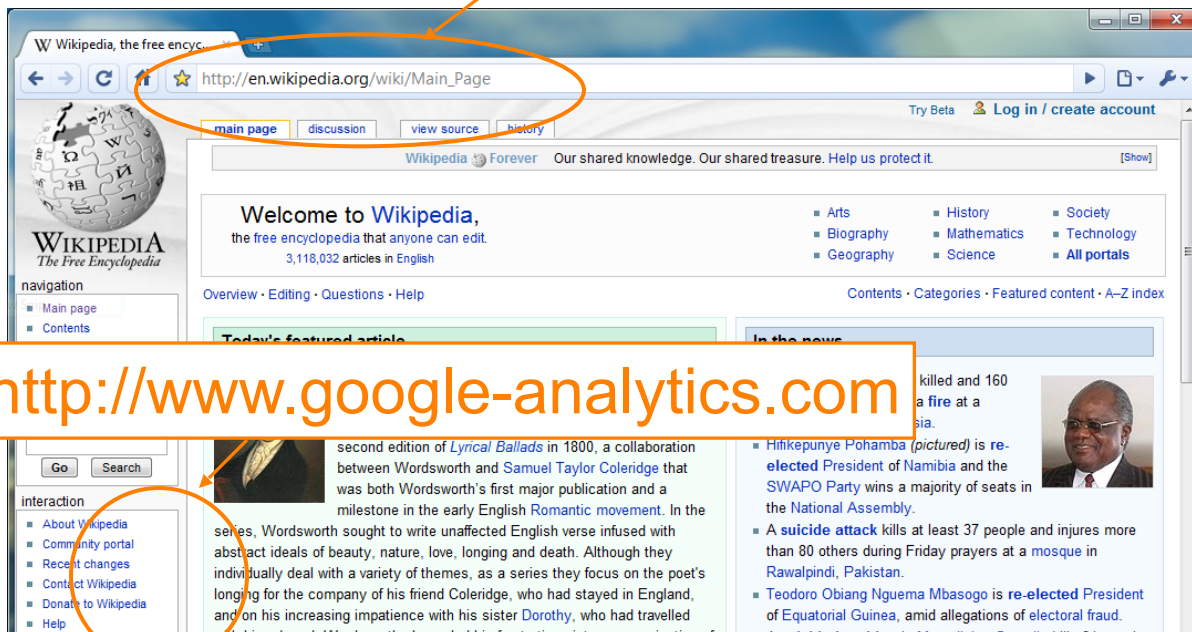 W Wikipedia, the free ency...
http://en.wikipedia.org/wiki/Main_Page
Try Beta Log in / create account
main page discussion view source history
Wikipedia Forever Our shared knowledge. Our shared treasure. Help us protect it. [Show]
WIKIPEDIA
The Free Encyclopedia
Welcome to Wikipedia,
the free encyclopedia that anyone can edit.
3,118,032 articles in English
Arts History Society
Biography Mathematics Technology
Geography Science All portals
Overview · Editing · Questions · Help
Contents · Categories · Featured content · A–Z index
navigation
Main page
Contents
Today's featured article
In the news
http://www.google-analytics.com
Go Search
interaction
About Wikipedia
Community portal
Recent changes
Contact Wikipedia
Donate to Wikipedia
Help
second edition of Lyrical Ballads in 1800, a collaboration
between Wordsworth and Samuel Taylor Coleridge that
was both Wordsworth's first major publication and a
milestone in the early English Romantic movement. In the
series, Wordsworth sought to write unaffected English verse infused with
abstract ideals of beauty, nature, love, longing and death. Although they
individually deal with a variety of themes, as a series they focus on the poet's
longing for the company of his friend Coleridge, who had stayed in England,
and on his increasing impatience with his sister Dorothy, who had travelled
killed and 160
a fire at a
Hifikepunye Pohamba (pictured) is re-
elected President of Namibia and the
SWAPO Party wins a majority of seats in
the National Assembly.
A suicide attack kills at least 37 people and injures more
than 80 others during Friday prayers at a mosque in
Rawalpindi, Pakistan.
Teodoro Obiang Nguema Mbasogo is re-elected President
of Equatorial Guinea, amid allegations of electoral fraud.